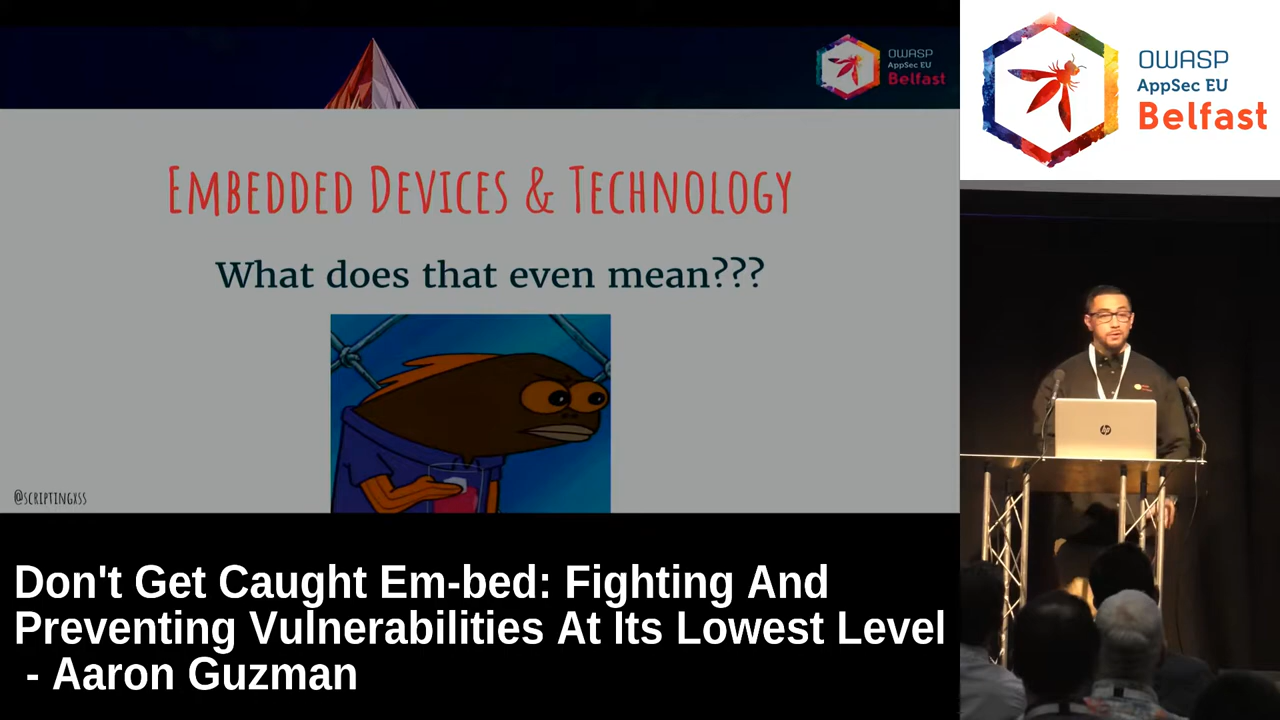 OWASP
AppSec EU
Belfast
EMBEDDED DEVICES & TECHNOLOGY
What does that even mean???
@SCRIPTINGXSS
OWASP
AppSec EU
Belfast
hp
Don't Get Caught Em-bed: Fighting And
Preventing Vulnerabilities At Its Lowest Level
- Aaron Guzman